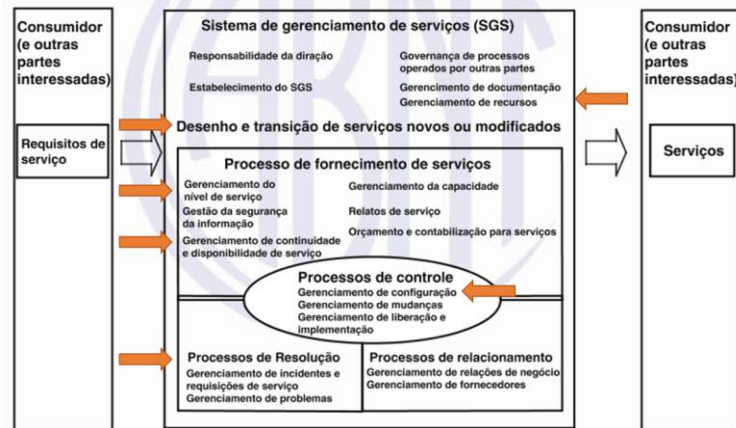 Consumidor
(e outras
partes
interessadas)
Requisitos de
serviço
Sistema de gerenciamento de serviços (SGS)
Responsabilidade da diração
Governança de processos
operados por outras partes
Estabelecimento do SGS
Gerencimento de documentação
Gerenciamento de recursos
Desenho e transição de serviços novos ou modificados
Processo de fornecimento de serviços
Gerenciamento do
nível de serviço
Gerenciamento da capacidade
Gestão da segurança
da informação
Relatos de serviço
Gerenciamento de continuidade
e disponibilidade de serviço
Orçamento e contabilização para serviços
Processos de controle
Gerenciamento de configuração
Gerenciamento de mudanças
Gerenciamento de liberação e
implementação
Processos de Resolução
Gerenciamento de incidentes e
requisições de serviço
Gerenciamento de problemas
Processos de relacionamento
Gerenciamento de relações de negócio
Gerenciamento de fornecedores
Consumidor
(e outras
partes
interessadas)
Serviços
ABNT